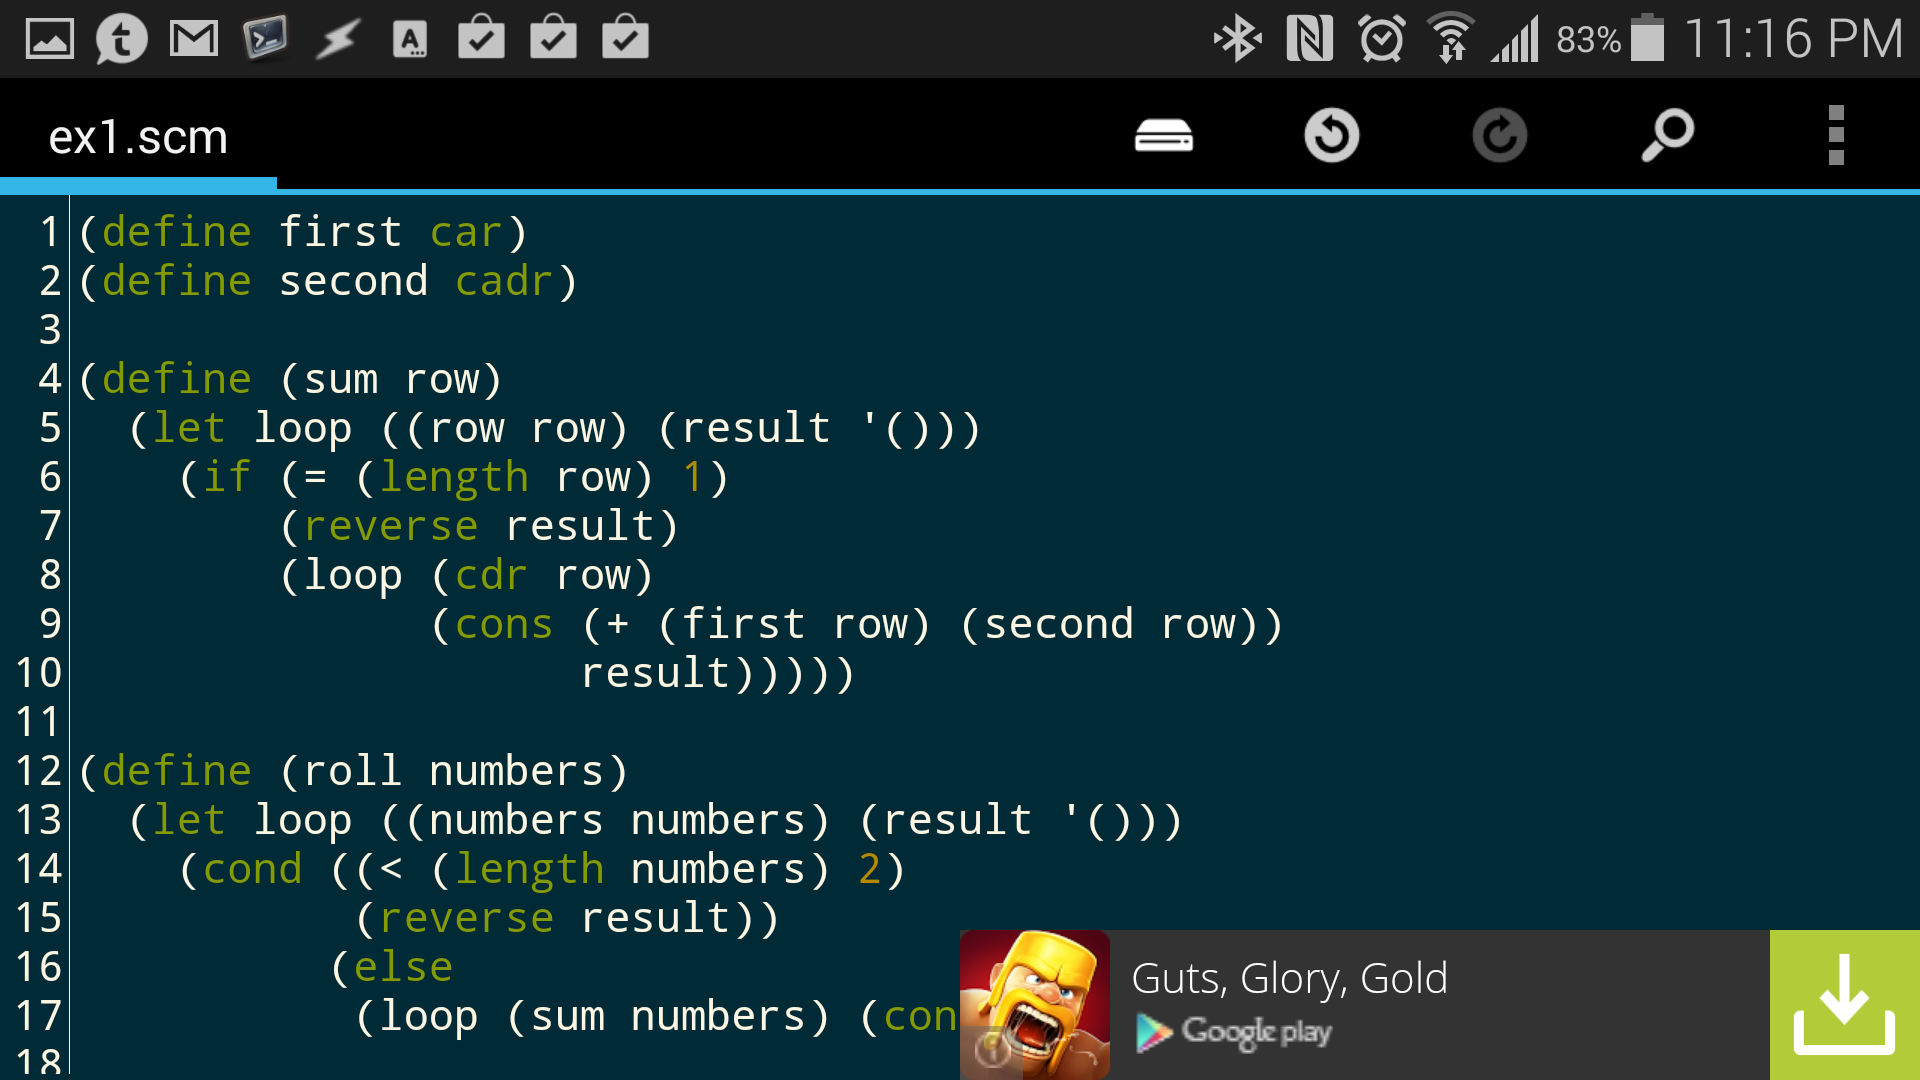 83% 11:16 PM
ex1.scm
1 (define first car)
2 (define second cadr)
3
4 (define (sum row)
5   (let loop ((row row) (result '()))
6     (if (= (length row) 1)
7         (reverse result)
8         (loop (cdr row)
9               (cons (+ (first row) (second row))
10                    result)))))
11
12 (define (roll numbers)
13   (let loop ((numbers numbers) (result '()))
14     (cond ((< (length numbers) 2)
15            (reverse result))
16           (else
17            (loop (sum numbers) (con
18
Guts, Glory, Gold
Google play